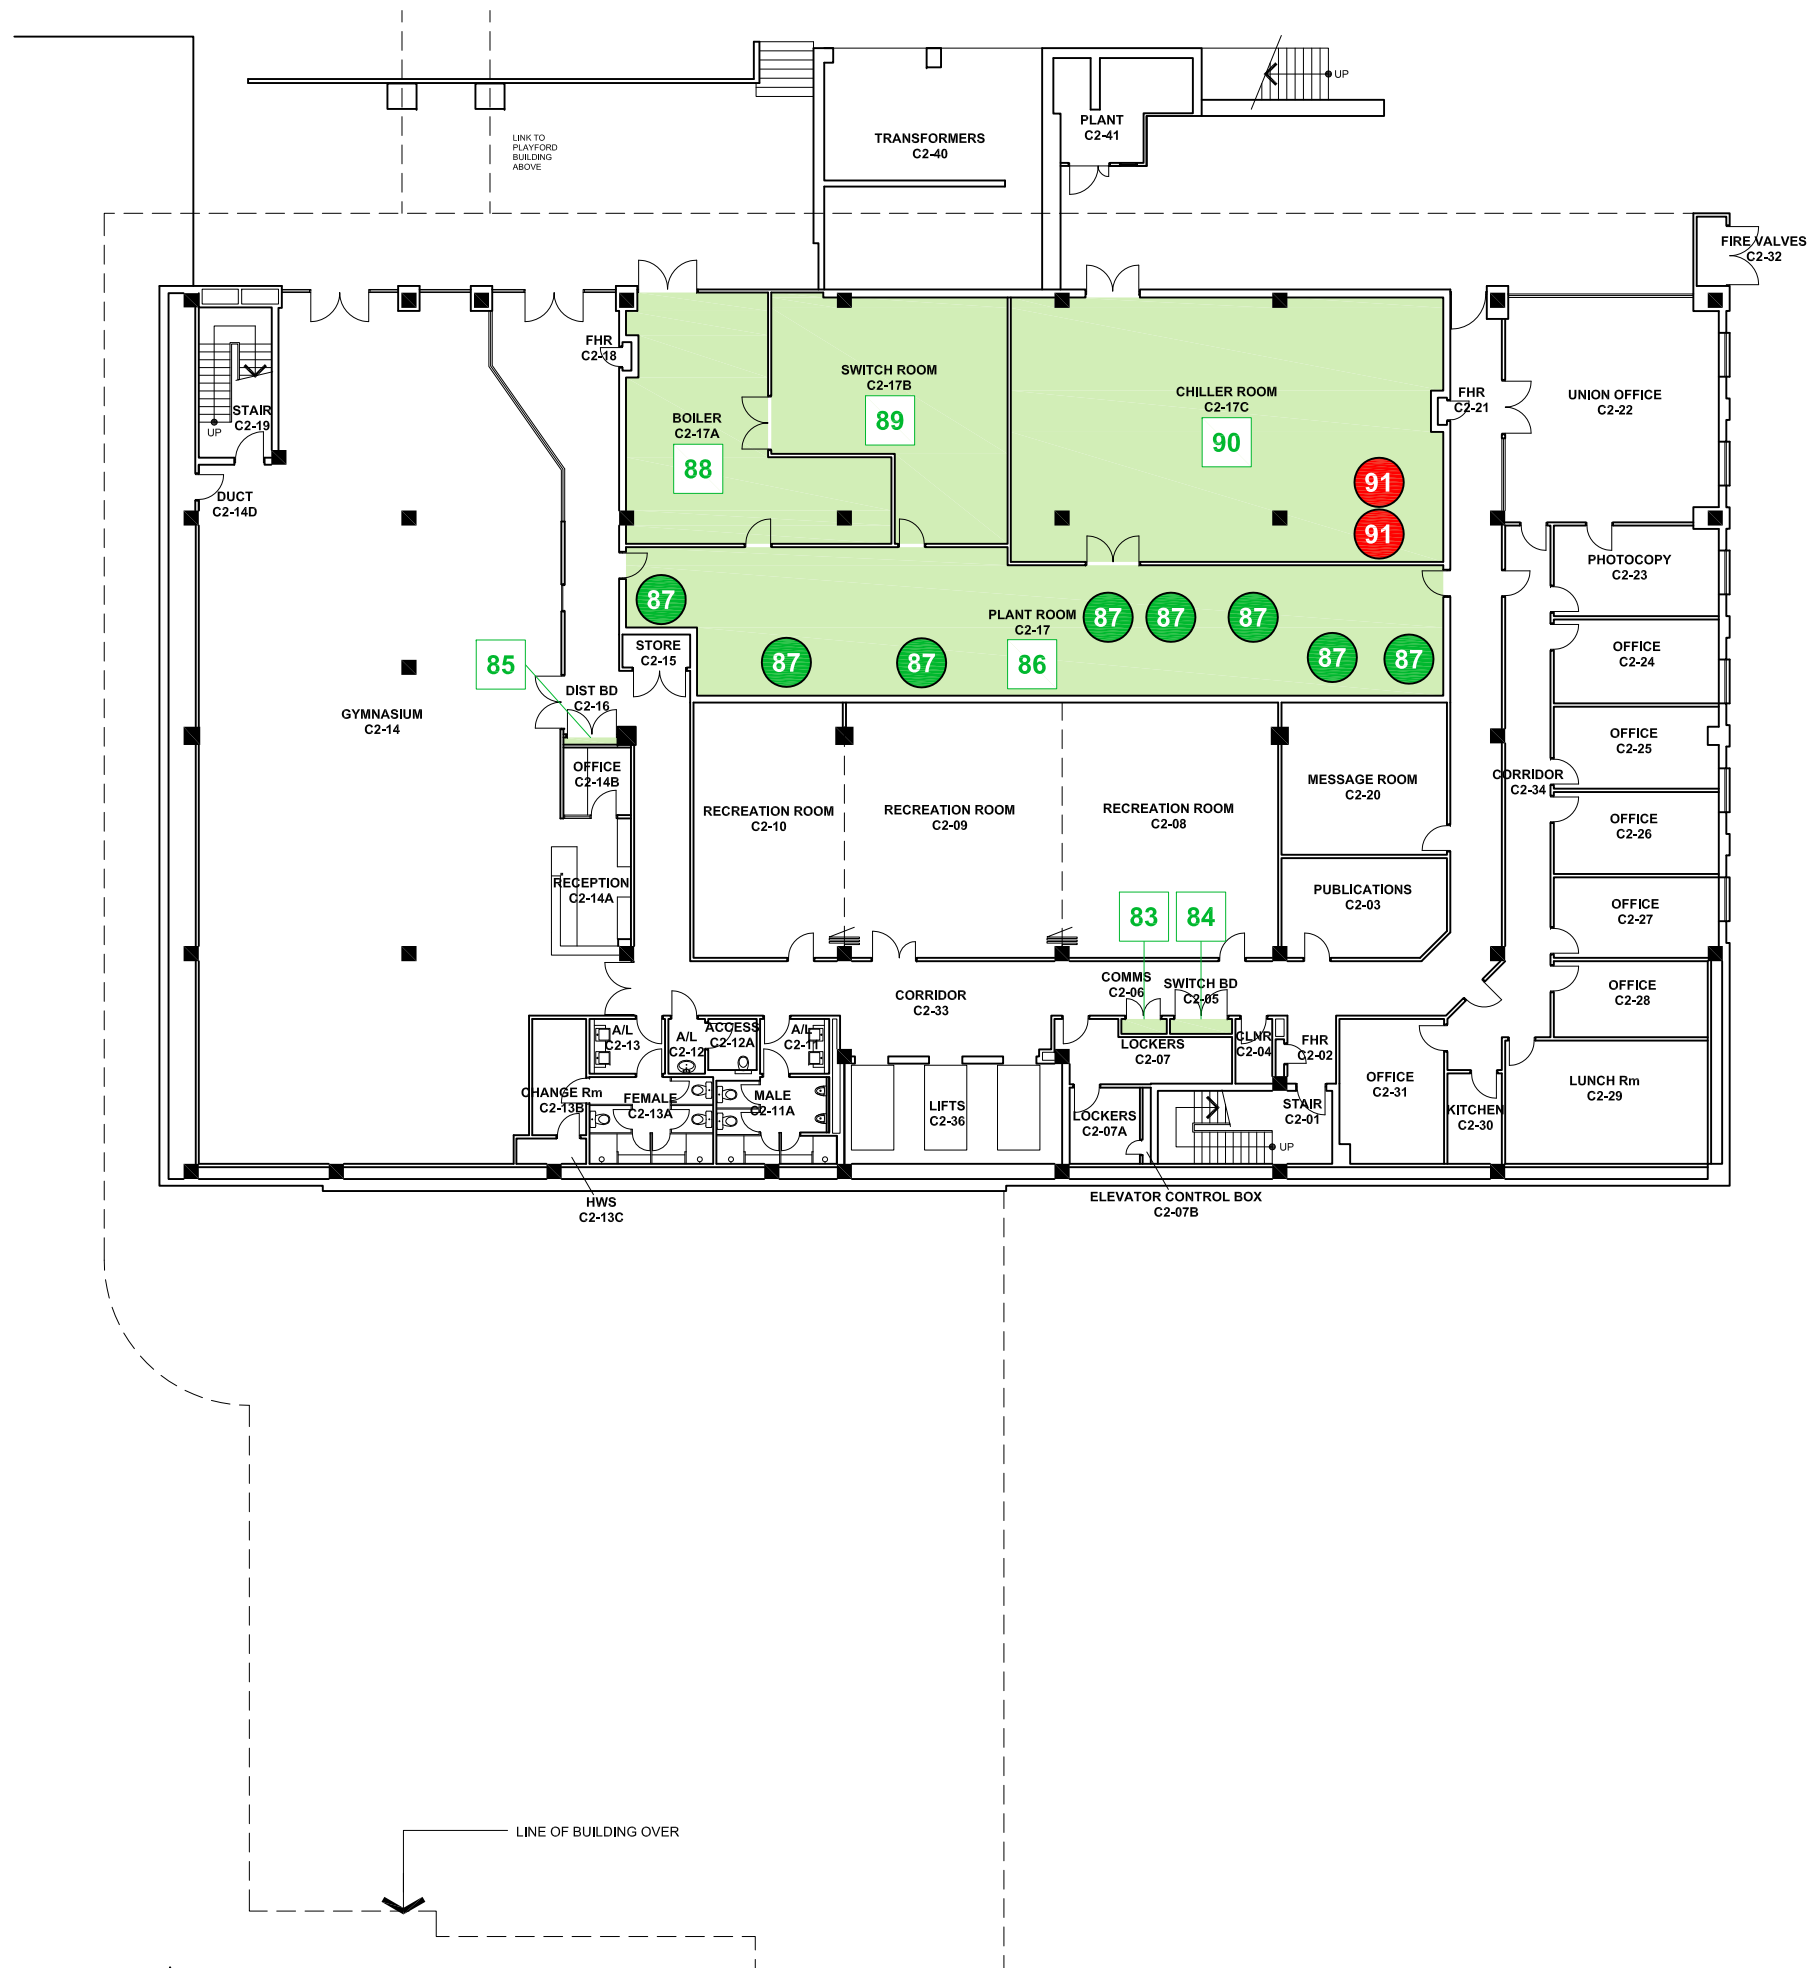 UP
PLANT
C2-41
LINK TO
PLAYFORD
BUILDING
ABOVE
TRANSFORMERS
C2-40
FIRE VALVES
C2-32
FHR
C2-18
SWITCH ROOM
C2-17B
89
CHILLER ROOM
C2-17C
90
BOILER
C2-17A
88
FHR
C2-21
UNION OFFICE
C2-22
STAIR
C2-19
UP
91
91
DUCT
C2-14D
PHOTOCOPY
C2-23
87
87
87
87
PLANT ROOM
C2-17
86
87
87
87
87
STORE
C2-15
85
OFFICE
C2-24
DIST BD
C2-16
GYMNASIUM
C2-14
OFFICE
C2-25
OFFICE
C2-14B
MESSAGE ROOM
C2-20
CORRIDOR
C2-34
RECREATION ROOM
C2-10
RECREATION ROOM
C2-09
RECREATION ROOM
C2-08
OFFICE
C2-26
RECEPTION
C2-14A
PUBLICATIONS
C2-03
OFFICE
C2-27
83
84
COMMS
C2-06
SWITCH BD
C2-05
CORRIDOR
C2-33
OFFICE
C2-28
A/L
C2-13
A/L
C2-12
ACCESS
C2-12A
A/L
C2-11
LOCKERS
C2-07
CLNR
C2-04
FHR
C2-02
CHANGE Rm
C2-13B
FEMALE
C2-13A
MALE
C2-11A
LIFTS
C2-36
LOCKERS
C2-07A
STAIR
C2-01
UP
OFFICE
C2-31
KITCHEN
C2-30
LUNCH Rm
C2-29
HWS
C2-13C
ELEVATOR CONTROL BOX
C2-07B
LINE OF BUILDING OVER